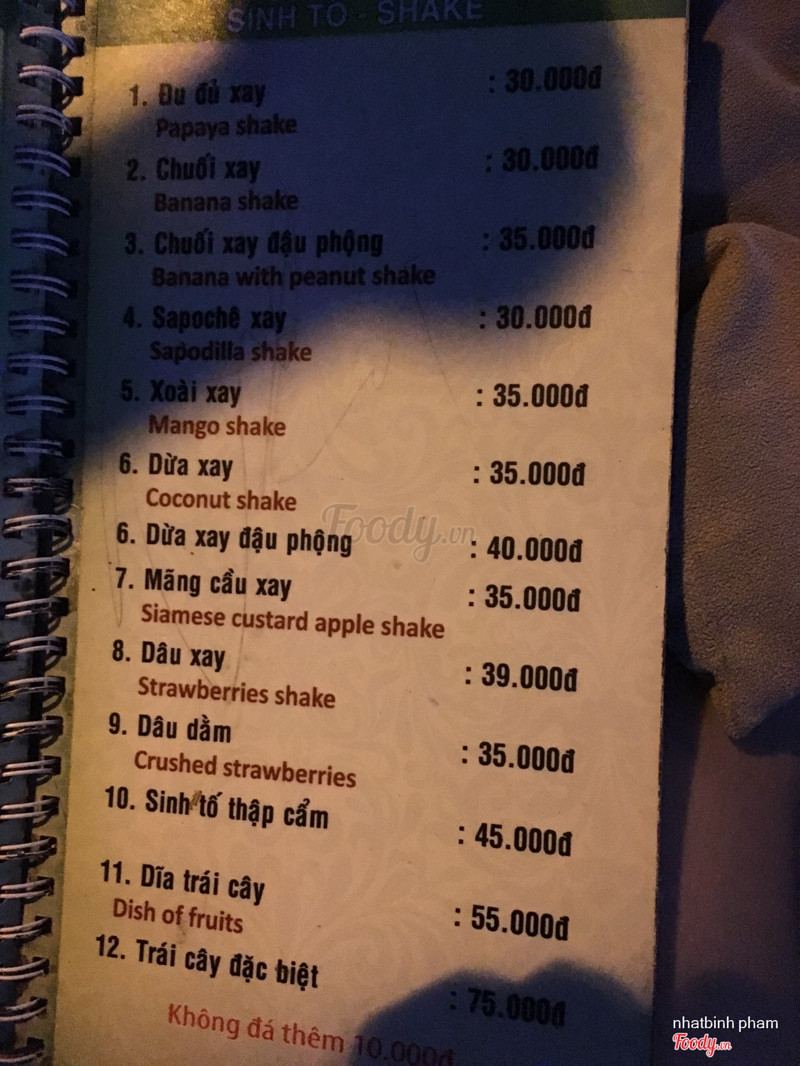 SINH TỐ - SHAKE
1. Đu đủ xay : 30.000đ
Papaya shake
2. Chuối xay : 30.000đ
Banana shake
3. Chuối xay đậu phộng : 35.000đ
Banana with peanut shake
4. Sapochê xay : 30.000đ
Sapodilla shake
5. Xoài xay : 35.000đ
Mango shake
6. Dừa xay : 35.000đ
Coconut shake
6. Dừa xay đậu phộng : 40.000đ
7. Mãng cầu xay : 35.000đ
Siamese custard apple shake
8. Dâu xay : 39.000đ
Strawberries shake
9. Dâu dằm : 35.000đ
Crushed strawberries
10. Sinh tố thập cẩm : 45.000đ
11. Dĩa trái cây : 55.000đ
Dish of fruits
12. Trái cây đặc biệt : 75.000đ
Không đá thêm 10.000đ
Foody.vn
nhatbinh pham
Foody.vn